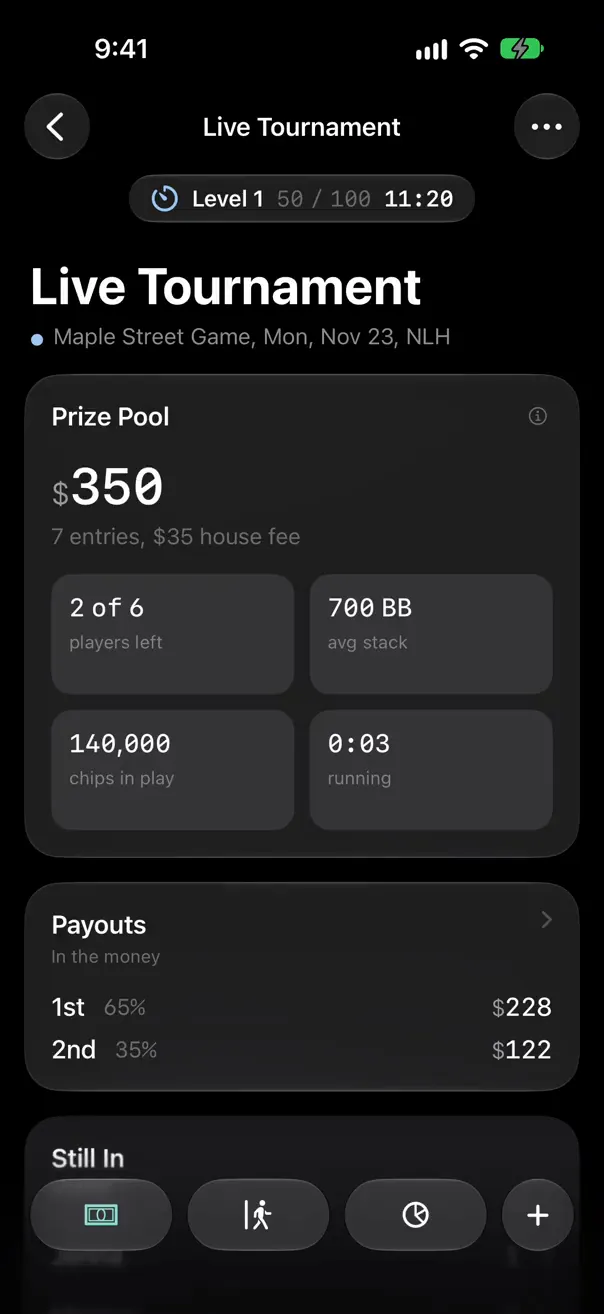 9:41
Live Tournament
Level 1 50 / 100 11:20
Live Tournament
Maple Street Game, Mon, Nov 23, NLH
Prize Pool
$350
7 entries, $35 house fee
2 of 6
players left
700 BB
avg stack
140,000
chips in play
0:03
running
Payouts
In the money
1st 65% $228
2nd 35% $122
Still In